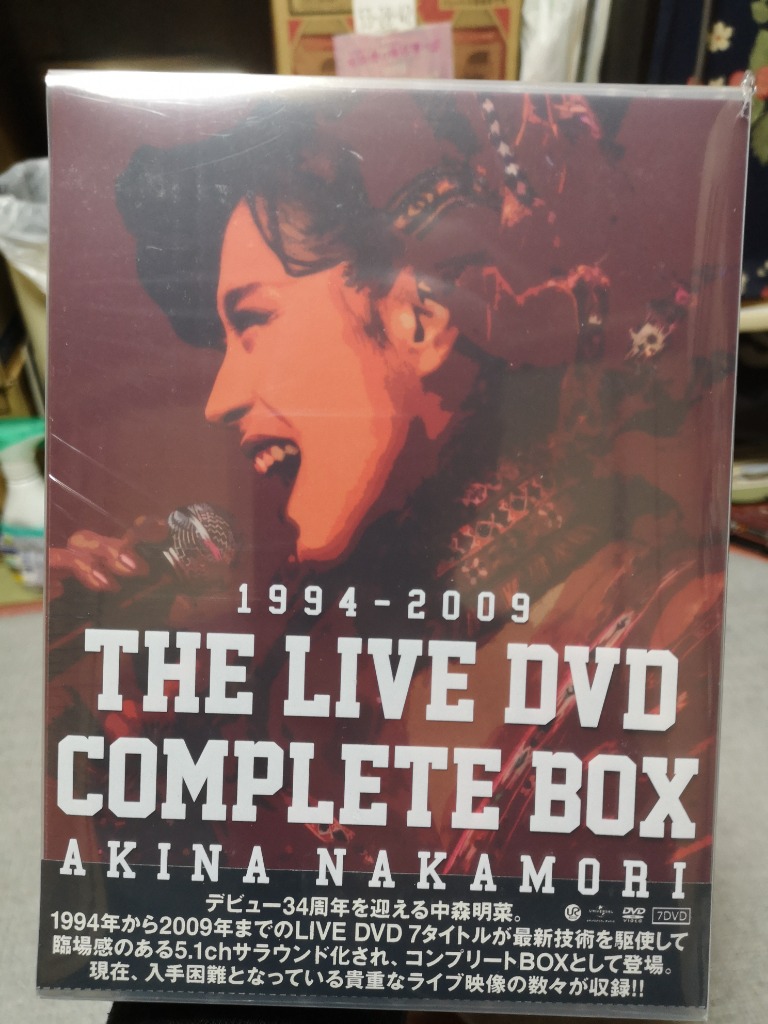 1994-2009
THE LIVE DVD
COMPLETE BOX
AKINA NAKAMORI
デビュー34周年を迎える中森明菜。
UNIVERSAL
DVD
VIDEO
7DVD
1994年から2009年までのLIVE DVD 7タイトルが最新技術を駆使して
臨場感のある5.1chサラウンド化され、コンプリートBOXとして登場。
現在、入手困難となっている貴重なライブ映像の数々が収録!!